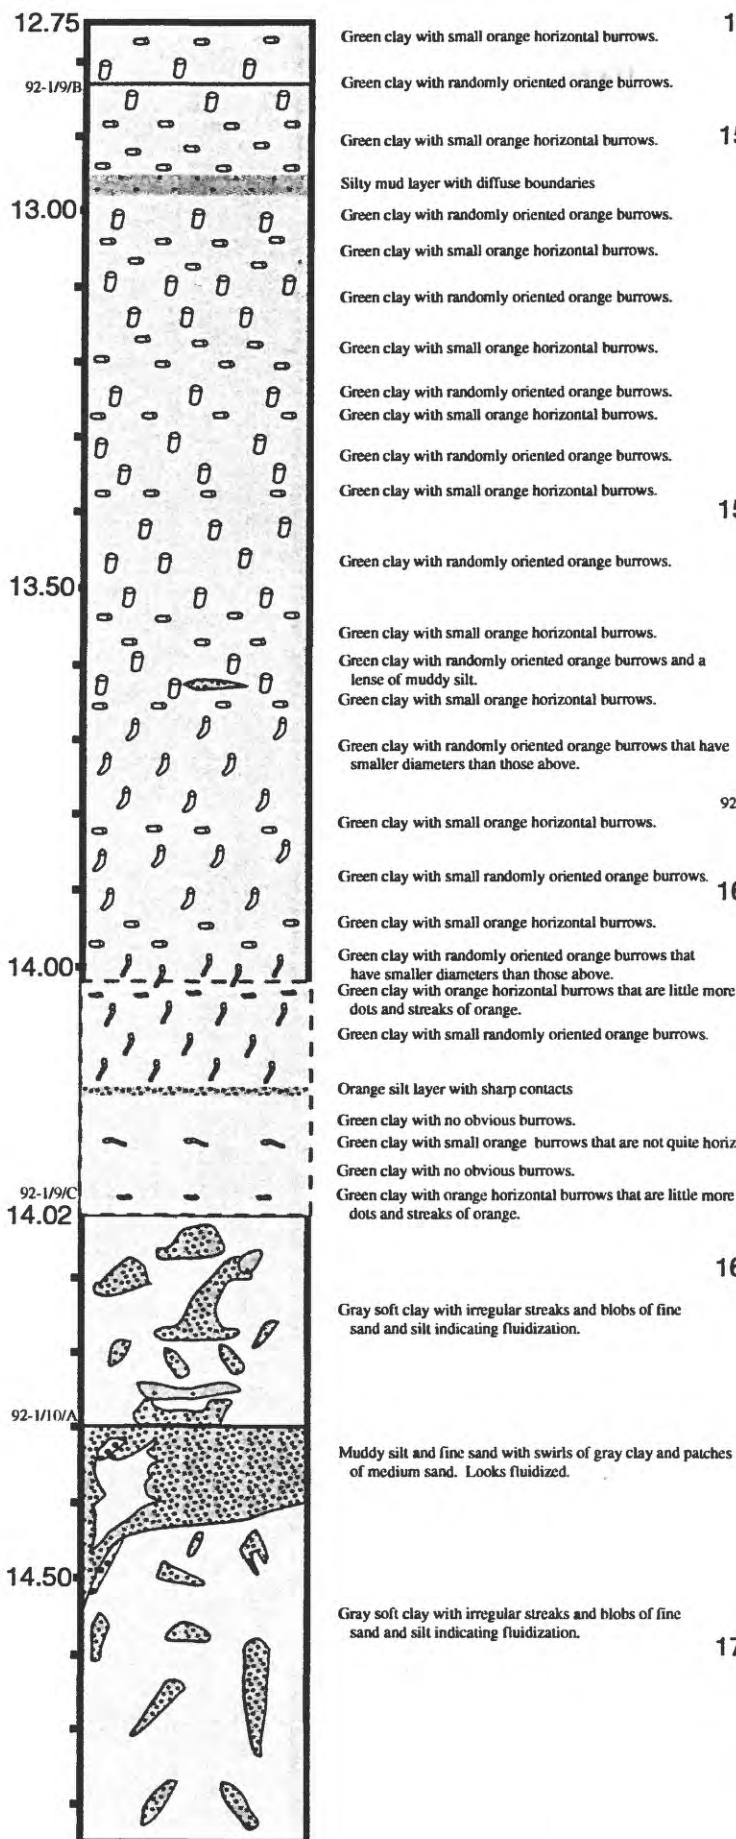 12.75
Green clay with small orange horizontal burrows.
92-1/9/B
Green clay with randomly oriented orange burrows.
Green clay with small orange horizontal burrows.
15
Silty mud layer with diffuse boundaries
13.00
Green clay with randomly oriented orange burrows.
Green clay with small orange horizontal burrows.
Green clay with randomly oriented orange burrows.
Green clay with small orange horizontal burrows.
Green clay with randomly oriented orange burrows.
Green clay with small orange horizontal burrows.
Green clay with randomly oriented orange burrows.
Green clay with small orange horizontal burrows.
15
Green clay with randomly oriented orange burrows.
13.50
Green clay with small orange horizontal burrows.
Green clay with randomly oriented orange burrows and a
lense of muddy silt.
Green clay with small orange horizontal burrows.
Green clay with randomly oriented orange burrows that have
smaller diameters than those above.
92
Green clay with small orange horizontal burrows.
Green clay with small randomly oriented orange burrows.
16
Green clay with small orange horizontal burrows.
14.00
Green clay with randomly oriented orange burrows that
have smaller diameters than those above.
Green clay with orange horizontal burrows that are little more
dots and streaks of orange.
Green clay with small randomly oriented orange burrows.
Orange silt layer with sharp contacts
Green clay with no obvious burrows.
Green clay with small orange burrows that are not quite horiz
Green clay with no obvious burrows.
92-1/9/C
Green clay with orange horizontal burrows that are little more
dots and streaks of orange.
14.02
16
Gray soft clay with irregular streaks and blobs of fine
sand and silt indicating fluidization.
92-1/10/A
Muddy silt and fine sand with swirls of gray clay and patches
of medium sand. Looks fluidized.
14.50
Gray soft clay with irregular streaks and blobs of fine
sand and silt indicating fluidization.
17